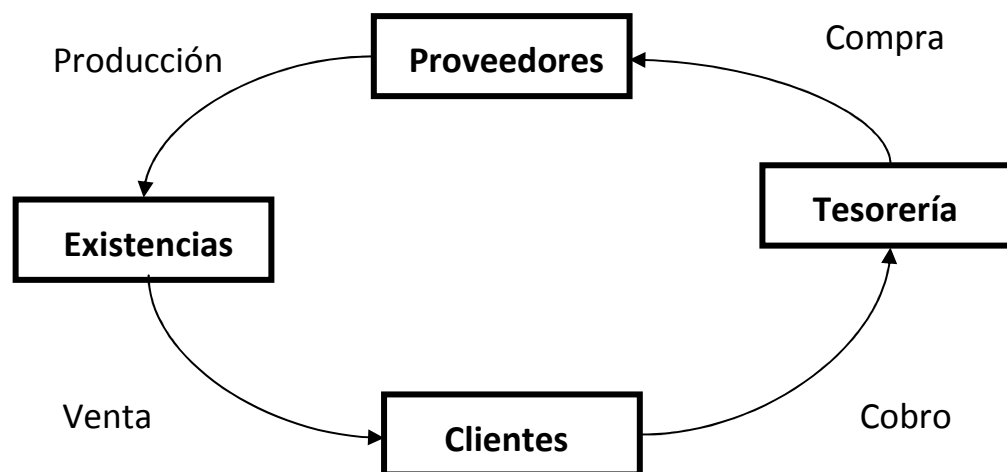 Compra
Producción
Proveedores
Tesorería
Existencias
Venta
Cobro
Clientes